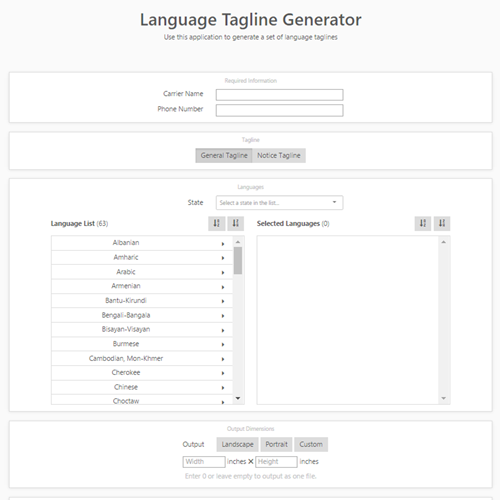 Language Tagline Generator
Use this application to generate a set of language taglines
Required Information
Carrier Name
Phone Number
Tagline
General Tagline Notice Tagline
Languages
State Select a state in the list...
Language List (63) Selected Languages (0)
Albanian
Amharic
Arabic
Armenian
Bantu-Kirundi
Bengali-Bangala
Bisayan-Visayan
Burmese
Cambodian, Mon-Khmer
Cherokee
Chinese
Choctaw
Output Dimensions
Output Landscape Portrait Custom
Width inches × Height inches
Enter 0 or leave empty to output as one file.